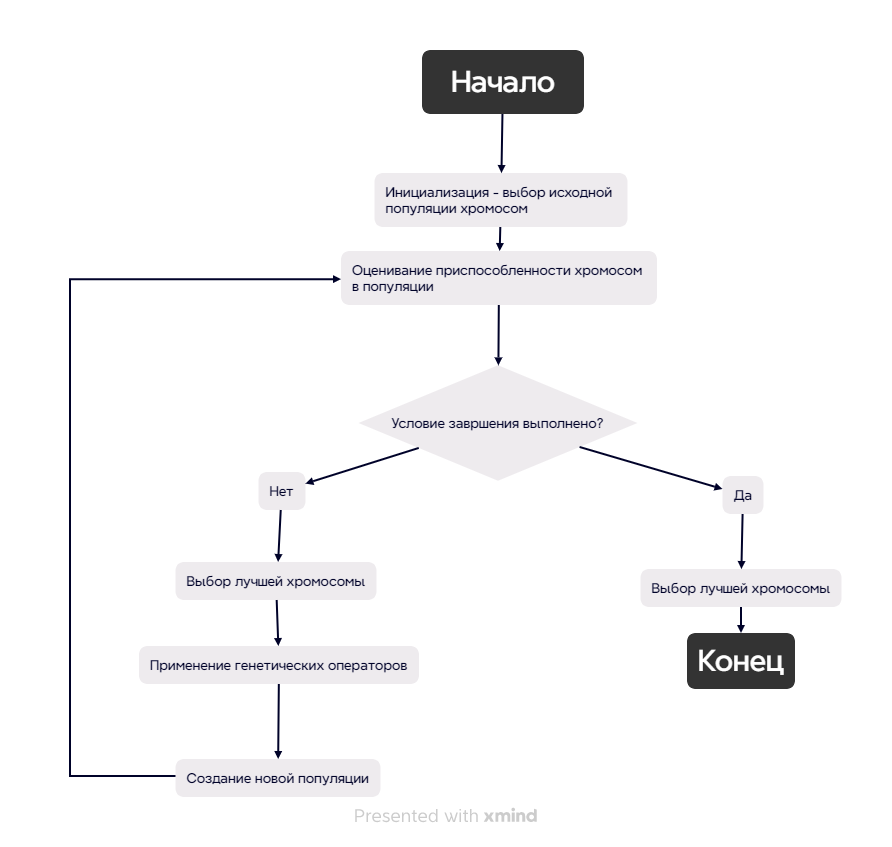 Начало
Инициализация - выбор исходной
популяции хромосом
Оценивание приспособленности хромосом
в популяции
Условие завршения выполнено?
Нет
Да
Выбор лучшей хромосомы
Выбор лучшей хромосомы
Применение генетических операторов
Конец
Создание новой популяции
Presented with xmind